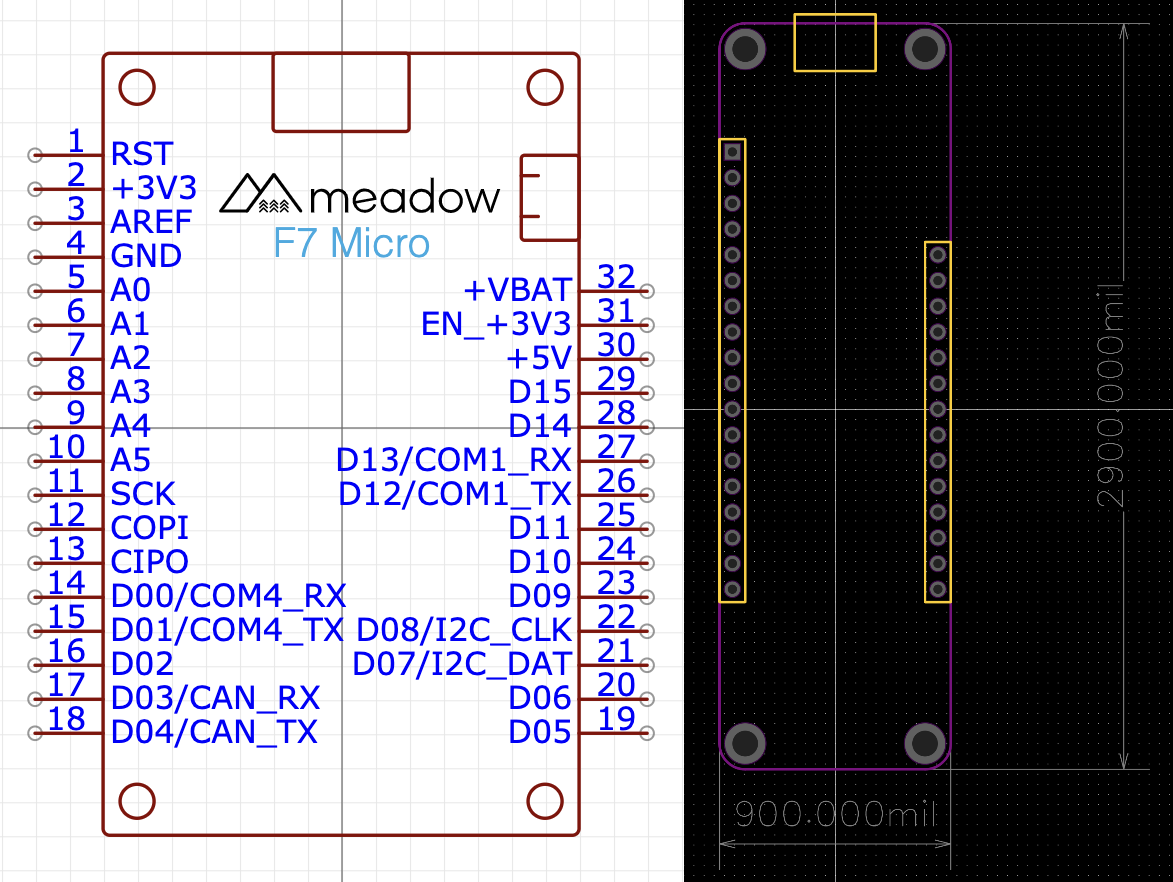 1 RST
2 +3V3
3 AREF
4 GND
5 A0
6 A1
7 A2
8 A3
9 A4
10 A5
11 SCK
12 COPI
13 CIPO
14 D00/COM4_RX
15 D01/COM4_TX
16 D02
17 D03/CAN_RX
18 D04/CAN_TX
meadow
F7 Micro
+VBAT 32
EN_+3V3 31
+5V 30
D15 29
D14 28
D13/COM1_RX 27
D12/COM1_TX 26
D11 25
D10 24
D09 23
D08/I2C_CLK 22
D07/I2C_DAT 21
D06 20
D05 19
2900.000mil
900.000mil